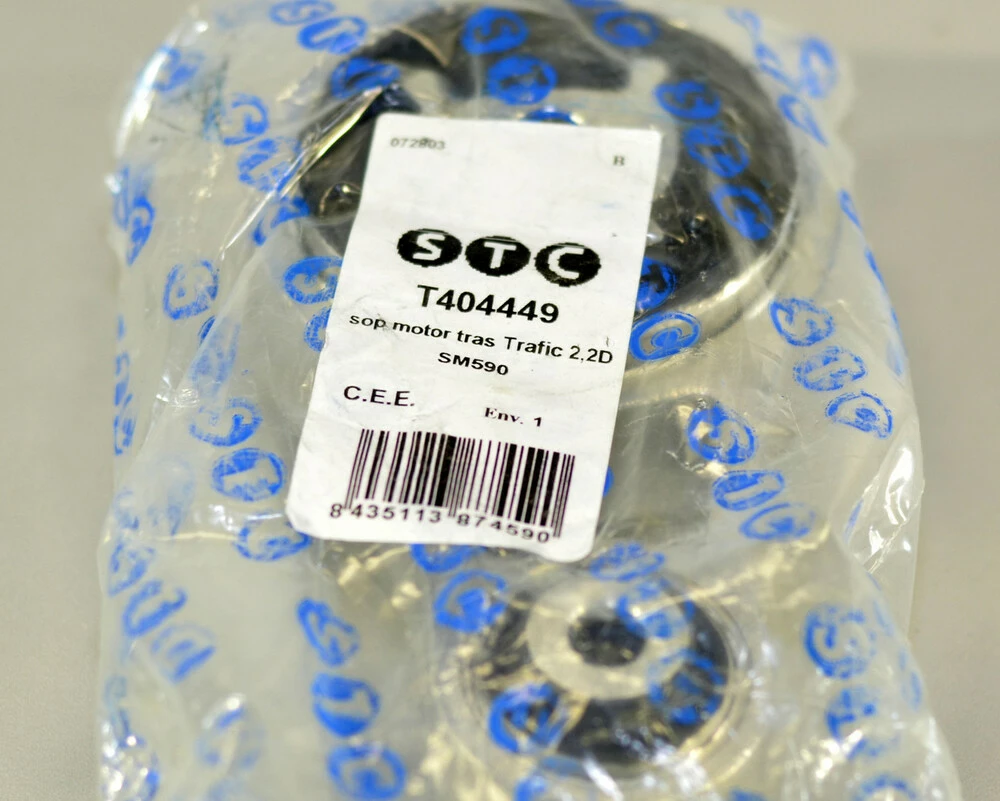 072803
B
STC
T404449
sop motor tras Trafic 2,2D
SM590
C.E.E.
Env. 1
8 435113 874590